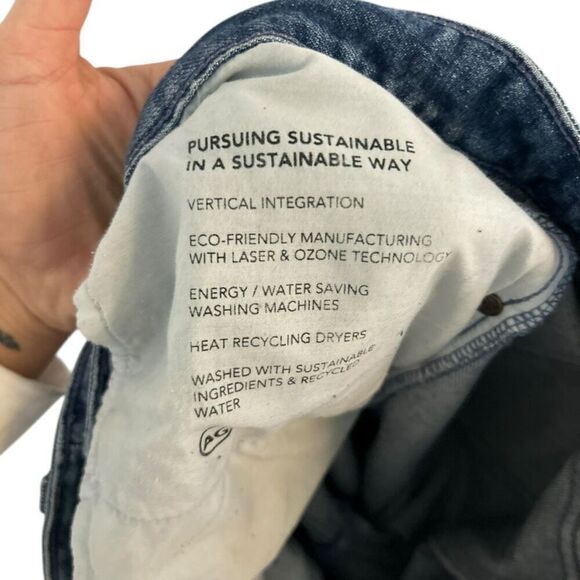 PURSUING SUSTAINABLE
IN A SUSTAINABLE WAY
VERTICAL INTEGRATION
ECO-FRIENDLY MANUFACTURING
WITH LASER & OZONE TECHNOLOGY
ENERGY / WATER SAVING
WASHING MACHINES
HEAT RECYCLING DRYERS
WASHED WITH SUSTAINABLE
INGREDIENTS & RECYCLED
WATER
AG